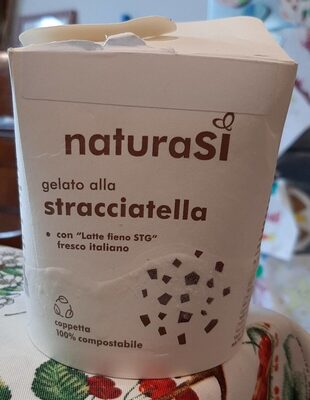 naturaSì
gelato alla
stracciatella
• con “Latte fieno STG”
fresco italiano
coppetta
100% compostabile